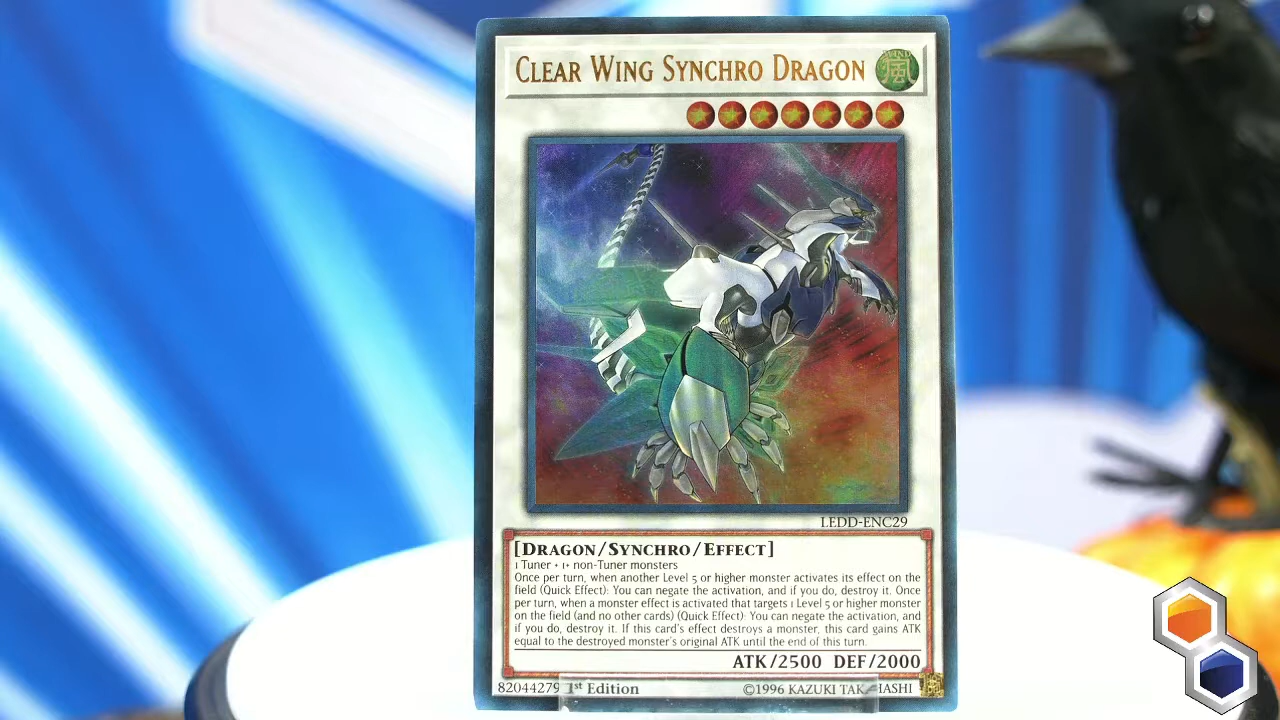 CLEAR WING SYNCHRO DRAGON
WIND
風
LEDD-ENC29
[DRAGON/SYNCHRO/EFFECT]
1 Tuner + 1+ non-Tuner monsters
Once per turn, when another Level 5 or higher monster activates its effect on the
field (Quick Effect): You can negate the activation, and if you do, destroy it. Once
per turn, when a monster effect is activated that targets 1 Level 5 or higher monster
on the field (and no other cards) (Quick Effect): You can negate the activation, and
if you do, destroy it. If this card's effect destroys a monster, this card gains ATK
equal to the destroyed monster's original ATK until the end of this turn.
ATK/2500 DEF/2000
82044279 1st Edition ©1996 KAZUKI TAK HASHI